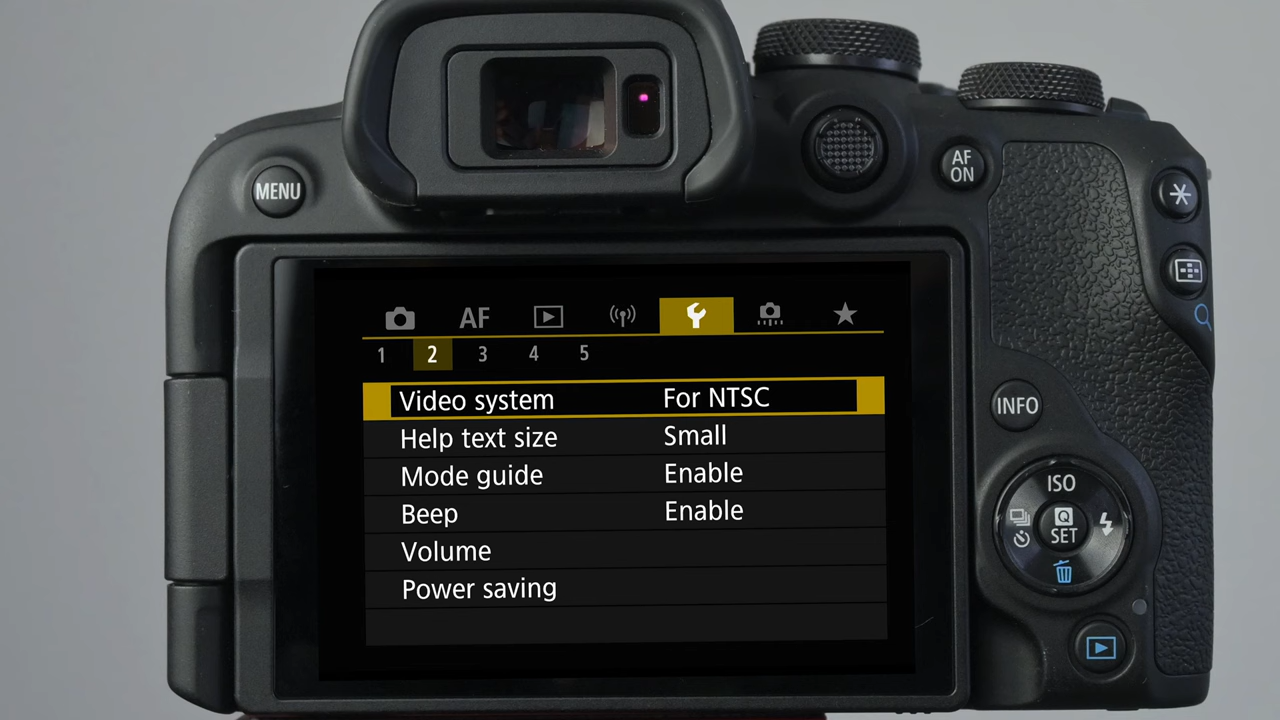 MENU
AF
ON
AF
1 2 3 4 5
Video system For NTSC
Help text size Small
Mode guide Enable
Beep Enable
Volume
Power saving
INFO
ISO
Q
SET